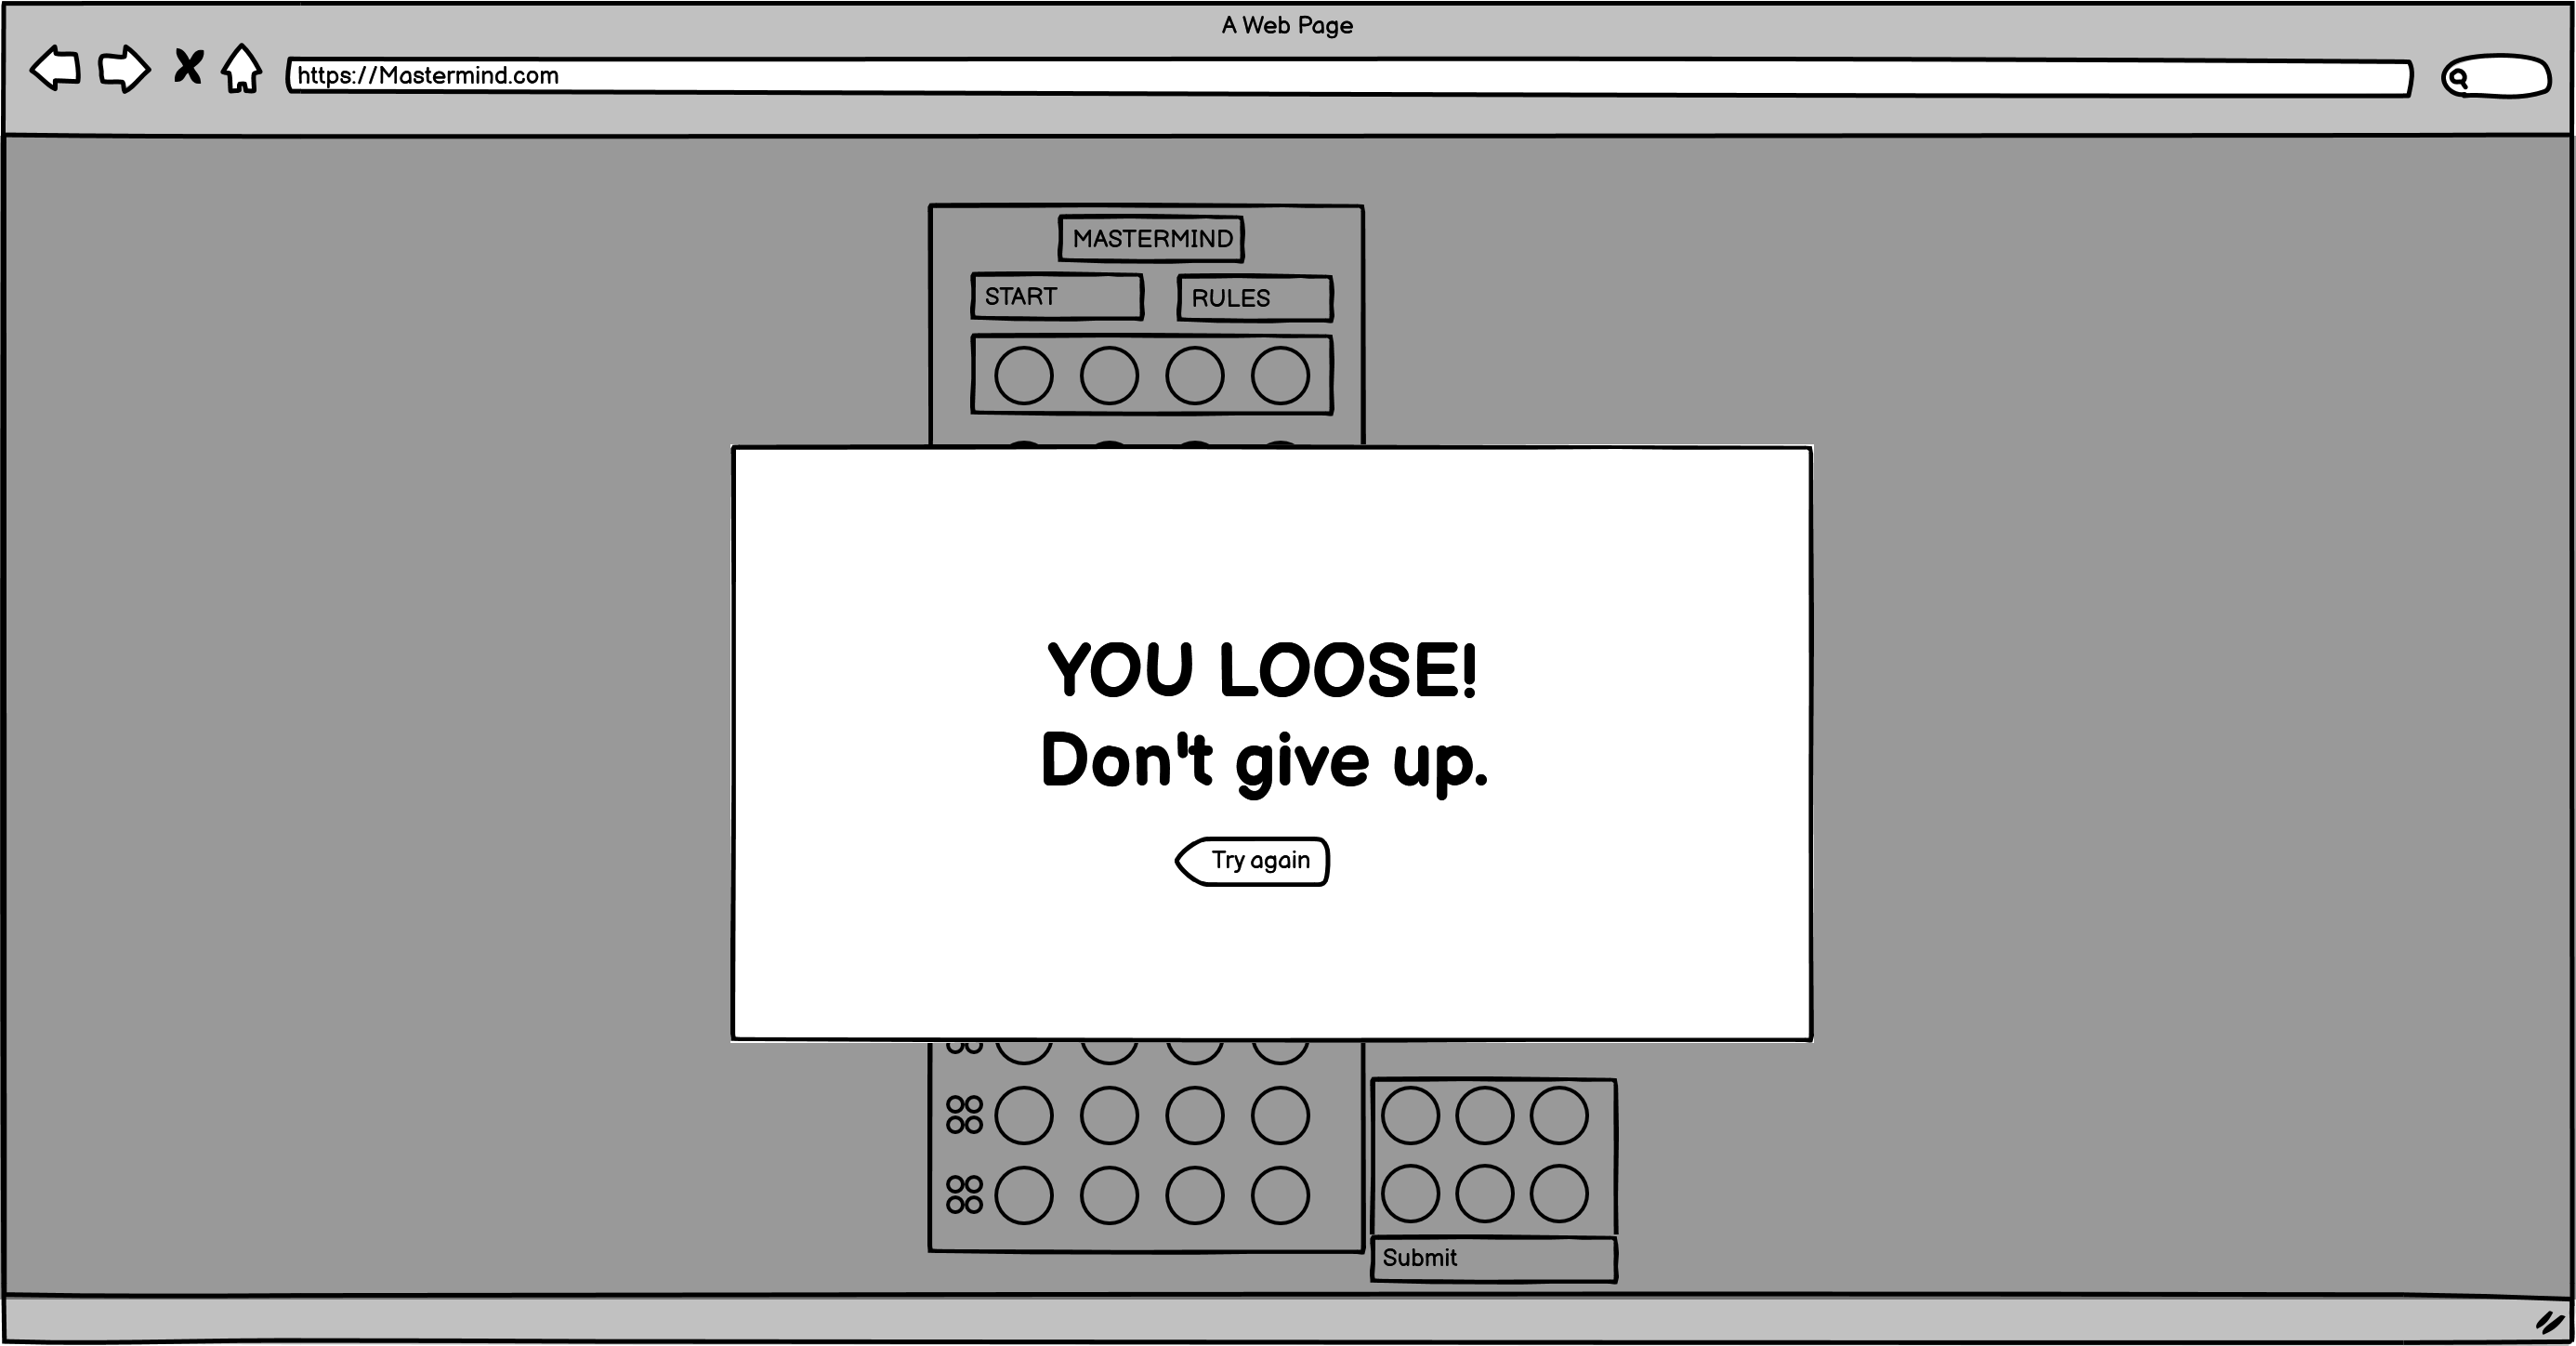 A Web Page
https://Mastermind.com
MASTERMIND
START
RULES
YOU LOOSE!
Don't give up.
Try again
Submit